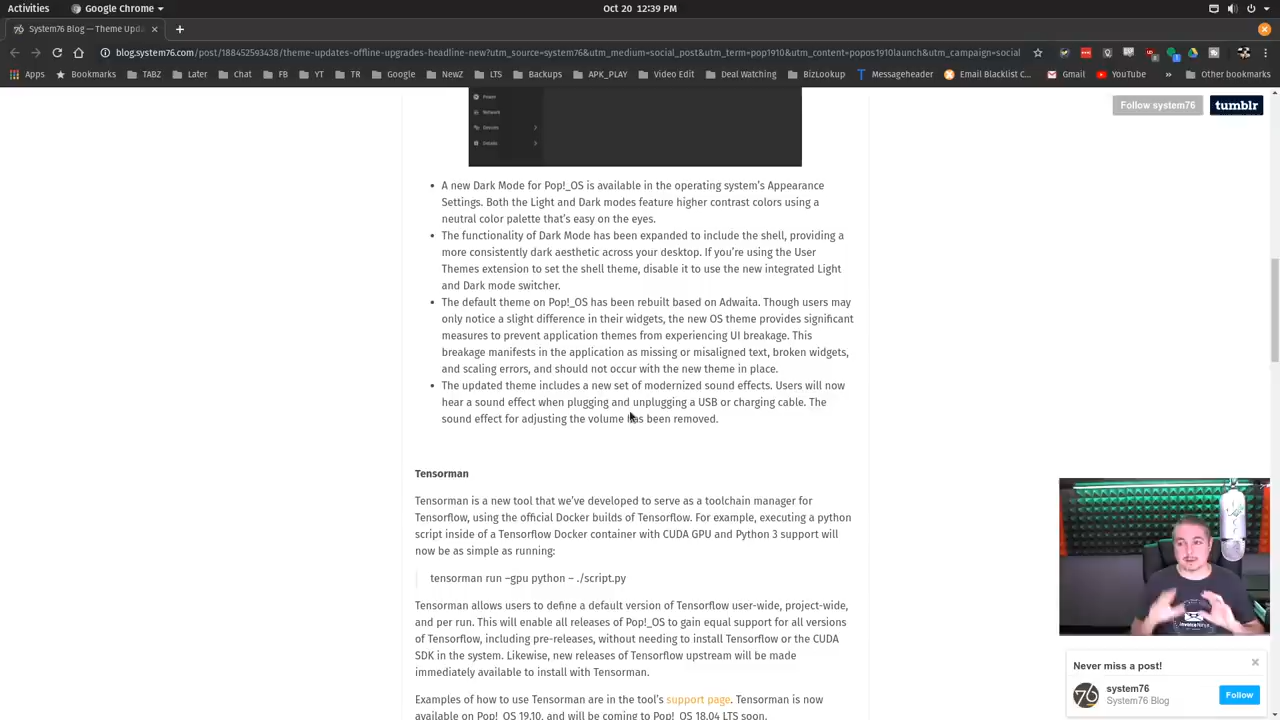 Activities Google Chrome Oct 20 12:39 PM
System76 Blog — Theme Upd
blog.system76.com/post/188452593438/theme-updates-offline-upgrades-headline-new?utm_source=system76&utm_medium=social_post&utm_term=pop1910&utm_content=popos1910launch&utm_campaign=social
Apps Bookmarks TABZ Later Chat FB YT TR Google NewZ LTS Backups APK_PLAY Video Edit Deal Watching BizLookup Messageheader Email Blacklist C... Gmail YouTube » Other bookmarks
Follow system76 tumblr
Power
Network
Devices
Details
• A new Dark Mode for Pop!_OS is available in the operating system's Appearance
Settings. Both the Light and Dark modes feature higher contrast colors using a
neutral color palette that's easy on the eyes.
• The functionality of Dark Mode has been expanded to include the shell, providing a
more consistently dark aesthetic across your desktop. If you're using the User
Themes extension to set the shell theme, disable it to use the new integrated Light
and Dark mode switcher.
• The default theme on Pop!_OS has been rebuilt based on Adwaita. Though users may
only notice a slight difference in their widgets, the new OS theme provides significant
measures to prevent application themes from experiencing UI breakage. This
breakage manifests in the application as missing or misaligned text, broken widgets,
and scaling errors, and should not occur with the new theme in place.
• The updated theme includes a new set of modernized sound effects. Users will now
hear a sound effect when plugging and unplugging a USB or charging cable. The
sound effect for adjusting the volume has been removed.
Tensorman
Tensorman is a new tool that we've developed to serve as a toolchain manager for
Tensorflow, using the official Docker builds of Tensorflow. For example, executing a python
script inside of a Tensorflow Docker container with CUDA GPU and Python 3 support will
now be as simple as running:
tensorman run –gpu python – ./script.py
Tensorman allows users to define a default version of Tensorflow user-wide, project-wide,
and per run. This will enable all releases of Pop!_OS to gain equal support for all versions
of Tensorflow, including pre-releases, without needing to install Tensorflow or the CUDA
SDK in the system. Likewise, new releases of Tensorflow upstream will be made
immediately available to install with Tensorman.
Examples of how to use Tensorman are in the tool's support page. Tensorman is now
available on Pop!_OS 19.10, and will be coming to Pop!_OS 18.04 LTS soon.
Never miss a post!
system76
System76 Blog
Follow